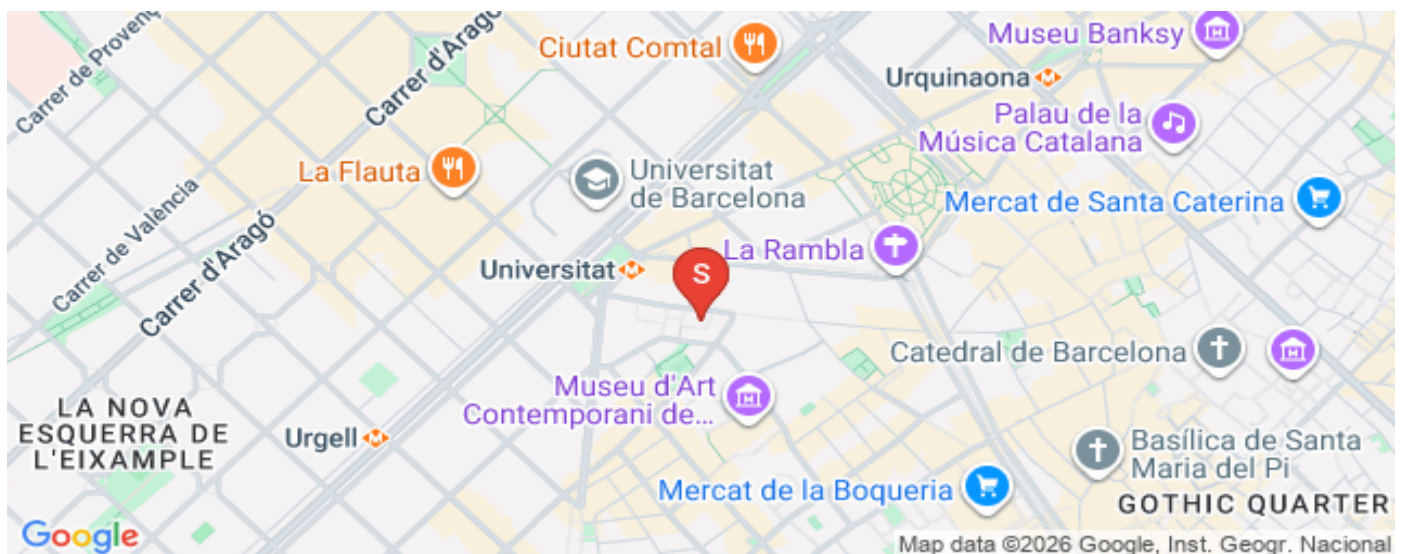 Carrer de Provenç
Carrer d'Aragó
Ciutat Comtal
Museu Banksy
Urquinaona
Palau de la
Música Catalana
La Flauta
Universitat
de Barcelona
Carrer de València
Mercat de Santa Caterina
Carrer d'Aragó
La Rambla
Universitat
S
Catedral de Barcelona
Museu d'Art
Contemporani de...
LA NOVA
ESQUERRA DE
L'EIXAMPLE
Urgell
Basílica de Santa
Maria del Pi
Mercat de la Boqueria
GOTHIC QUARTER
Google
Map data ©2026 Google, Inst. Geogr. Nacional